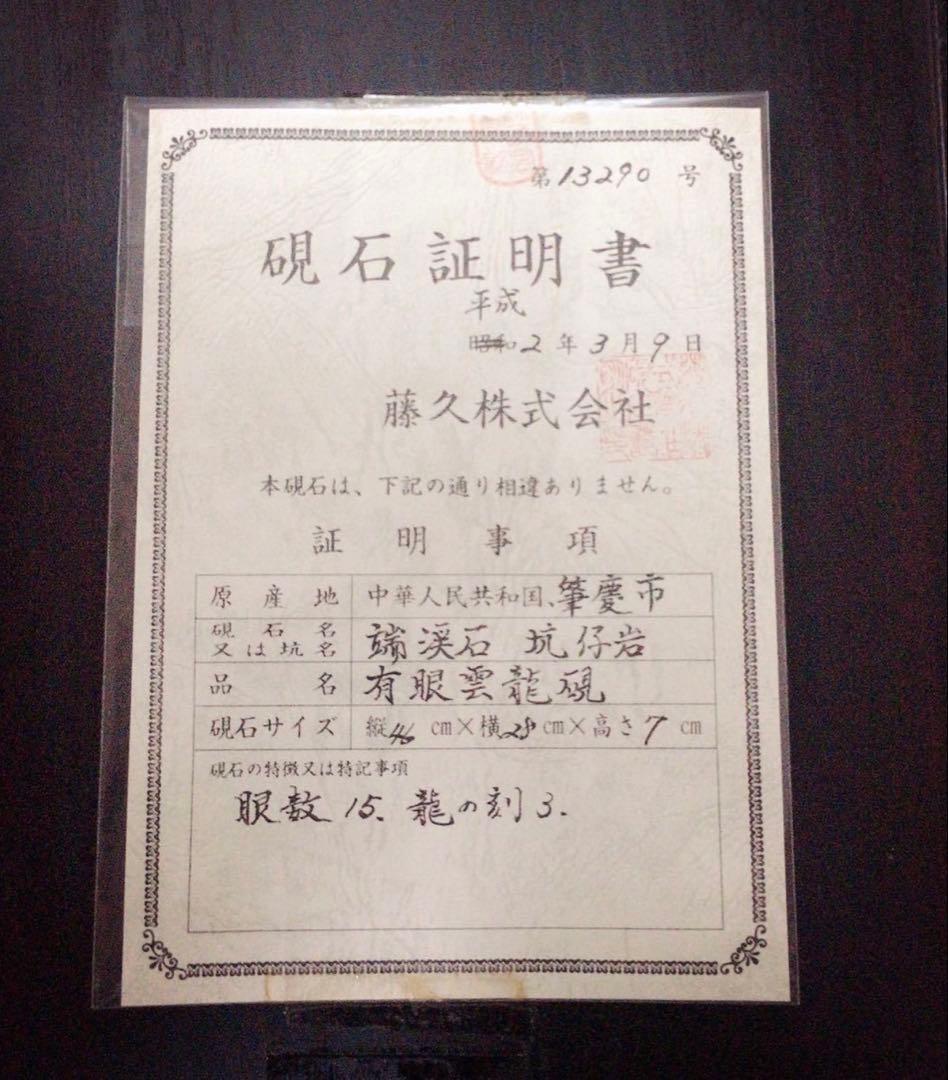 第13290号
硯石証明書
平成
昭和2年3月9日
藤久株式会社
本硯石は、下記の通り相違ありません。
証明事項
原産地 中華人民共和国、肇慶市
硯石名
又は坑名 端渓石 坑仔岩
品名 有眼雲龍硯
硯石サイズ 縦46cm×横28cm×高さ7cm
硯石の特徴又は特記事項
眼数15.龍の刻3.